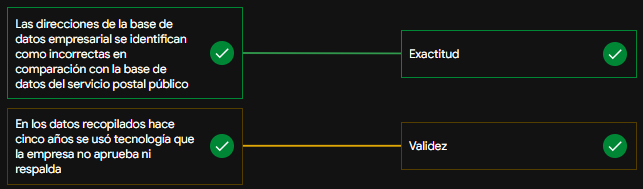 Las direcciones de la base de
datos empresarial se identifican
como incorrectas en
comparación con la base de
datos del servicio postal público
Exactitud
En los datos recopilados hace
cinco años se usó tecnología que
la empresa no aprueba ni
respalda
Validez